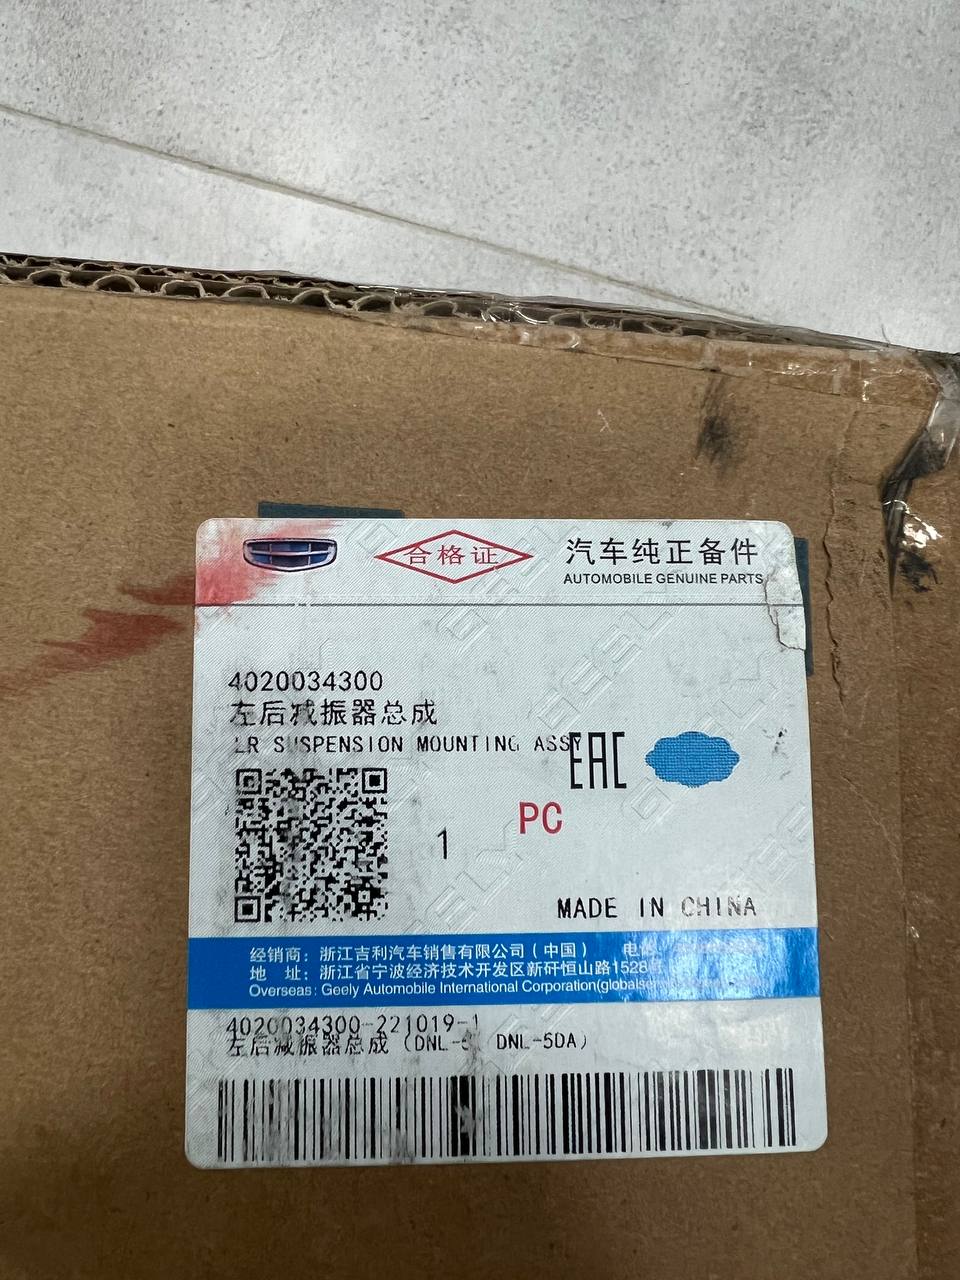 合格证
汽车纯正备件
AUTOMOBILE GENUINE PARTS
4020034300
左后减振器总成
LR SUSPENSION MOUNTING ASSY
EAC
PC
1
MADE IN CHINA
经销商：浙江吉利汽车销售有限公司（中国）
地 址：浙江省宁波经济技术开发区新矸恒山路1528
Overseas: Geely Automobile International Corporation
4020034300-221019-1
左后减振器总成 (DNL- DNL-5DA)